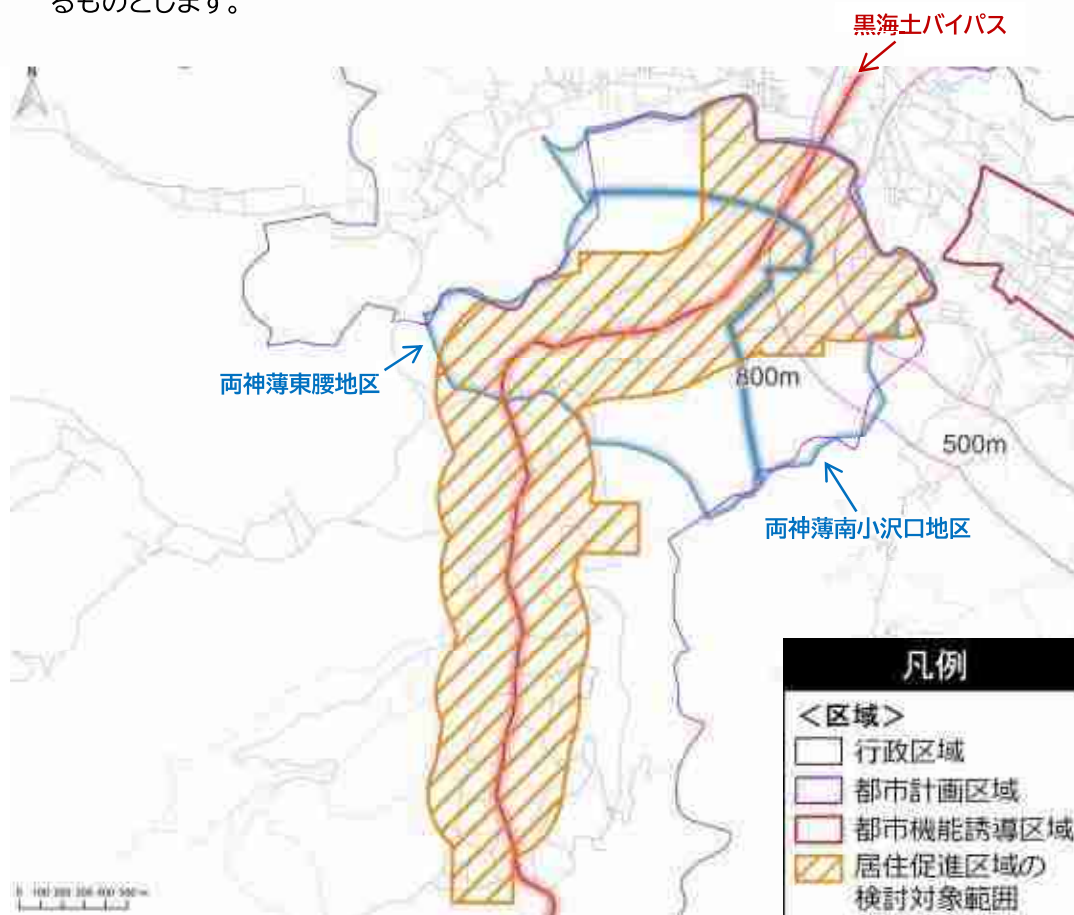 るものとします。
黒海土バイパス
N
両神薄東腰地区
800m
500m
両神薄南小沢口地区
凡例
<区域>
行政区域
都市計画区域
都市機能誘導区域
居住促進区域の
検討対象範囲